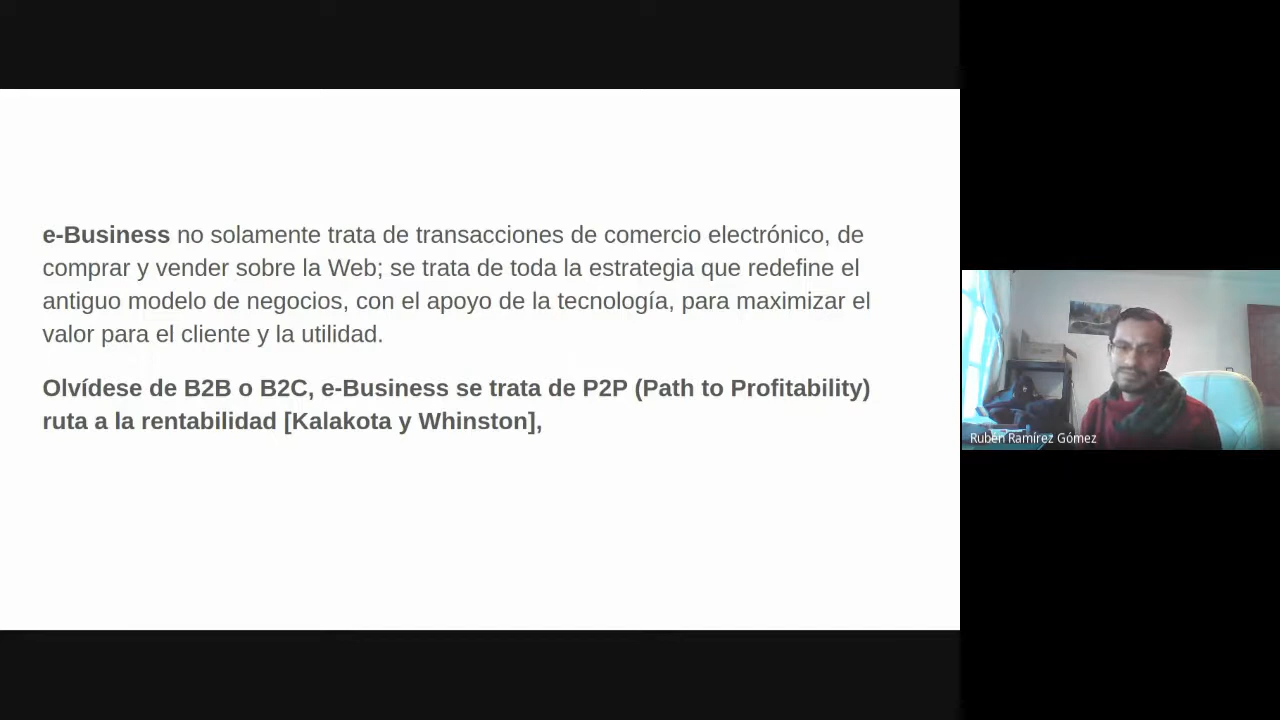 e-Business no solamente trata de transacciones de comercio electrónico, de
comprar y vender sobre la Web; se trata de toda la estrategia que redefine el
antiguo modelo de negocios, con el apoyo de la tecnología, para maximizar el
valor para el cliente y la utilidad.
Olvídese de B2B o B2C, e-Business se trata de P2P (Path to Profitability)
ruta a la rentabilidad [Kalakota y Whinston],
Rubén Ramírez Gómez